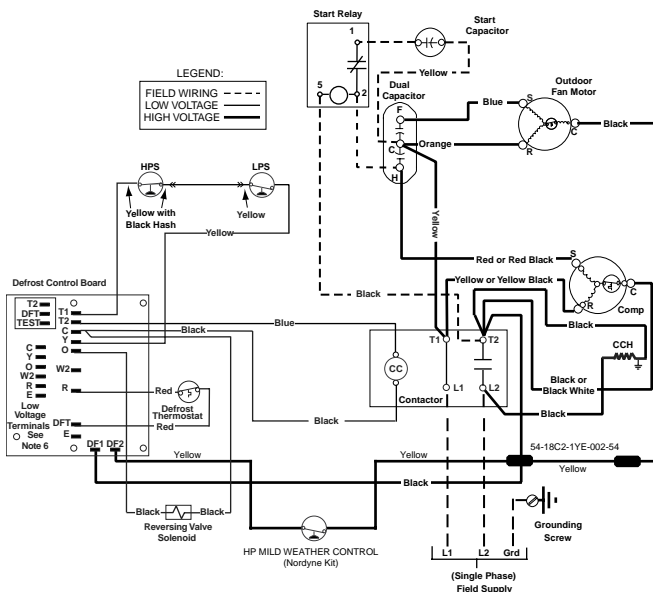 Start Relay
1
5
2
Start
Capacitor
Yellow
LEGEND:
FIELD WIRING
LOW VOLTAGE
HIGH VOLTAGE
Dual
Capacitor
F
C
H
Blue
Orange
Outdoor
Fan Motor
S
C
R
Black
HPS
LPS
Yellow with
Black Hash
Yellow
Yellow
Yellow
Red or Red Black
Yellow or Yellow Black
S
C
R
Comp
Black
Black
CCH
Defrost Control Board
T2
DFT
TEST
T1
T2
C
Y
O
C
Y
O
W2
R
E
W2
R
Low
Voltage
Terminals
See
Note 6
DFT
E
DF1 DF2
Blue
Black
Red
Red
Defrost
Thermostat
Black
CC
T1
T2
L1
L2
Contactor
Black or
Black White
Black
Yellow
Yellow
54-18C2-1YE-002-54
Yellow
Black
Black
Black
Reversing Valve
Solenoid
HP MILD WEATHER CONTROL
(Nordyne Kit)
Grounding
Screw
L1 L2 Grd
(Single Phase)
Field Supply